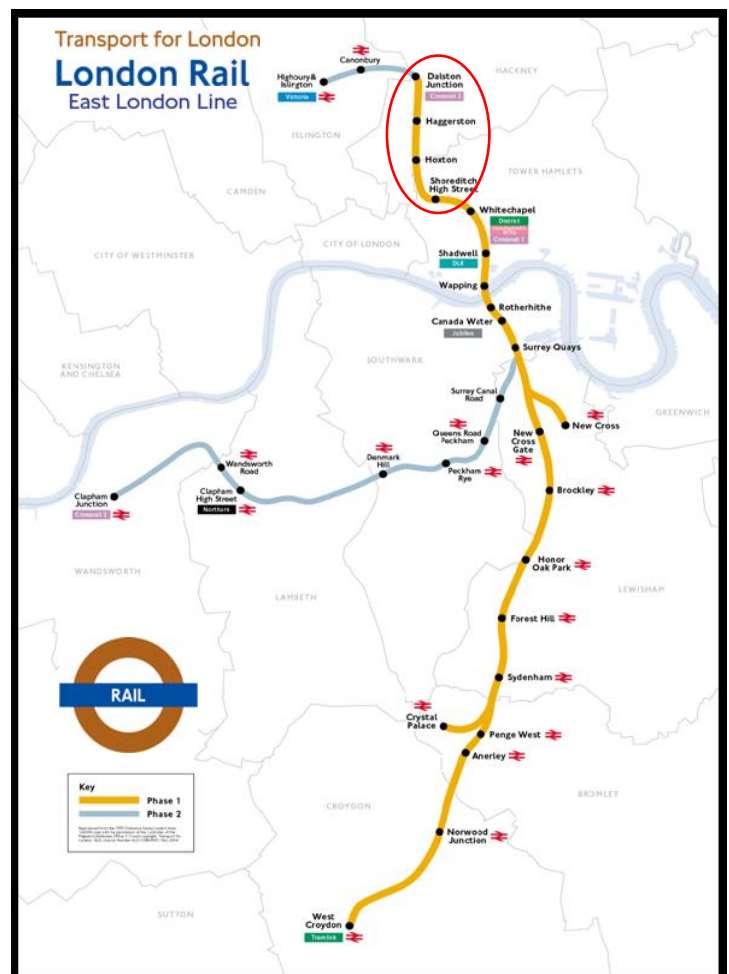 Transport for London
London Rail
East London Line
Canonbury
Highbury &
Islington
Victoria
Dalston
Junction
Crossrail 2
HACKNEY
Haggerston
ISLINGTON
Hoxton
TOWER HAMLETS
Shoreditch
High Street
CAMDEN
Whitechapel
District
Crossrail 1
CITY OF LONDON
CITY OF WESTMINSTER
Shadwell
DLR
Wapping
Rotherhithe
Canada Water
Jubilee
Surrey Quays
SOUTHWARK
KENSINGTON
AND CHELSEA
Surrey Canal
Road
GREENWICH
New Cross
Queens Road
Peckham
New
Cross
Gate
Denmark
Hill
Wandsworth
Road
Peckham
Rye
Clapham
High Street
Northern
Clapham
Junction
Crossrail 2
Brockley
WANDSWORTH
Honor
Oak Park
LEWISHAM
LAMBETH
Forest Hill
Sydenham
RAIL
Crystal
Palace
Penge West
Anerley
Key
Phase 1
Phase 2
BROMLEY
CROYDON
Norwood
Junction
SUTTON
West
Croydon
Tramlink